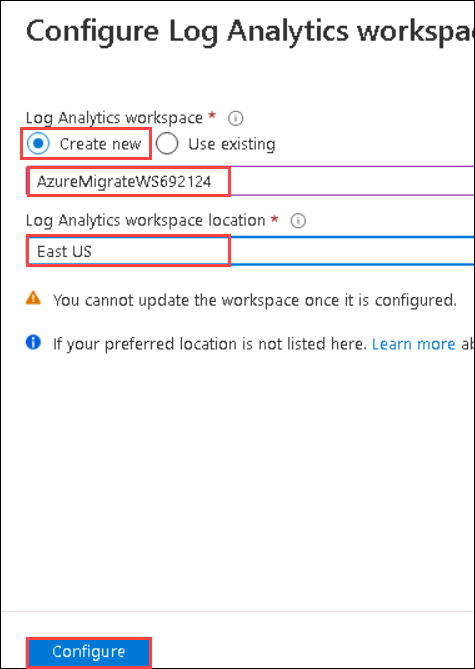 Configure Log Analytics workspac
Log Analytics workspace *
Create new Use existing
AzureMigrateWS692124
Log Analytics workspace location *
East US
You cannot update the workspace once it is configured.
If your preferred location is not listed here. Learn more ab
Configure